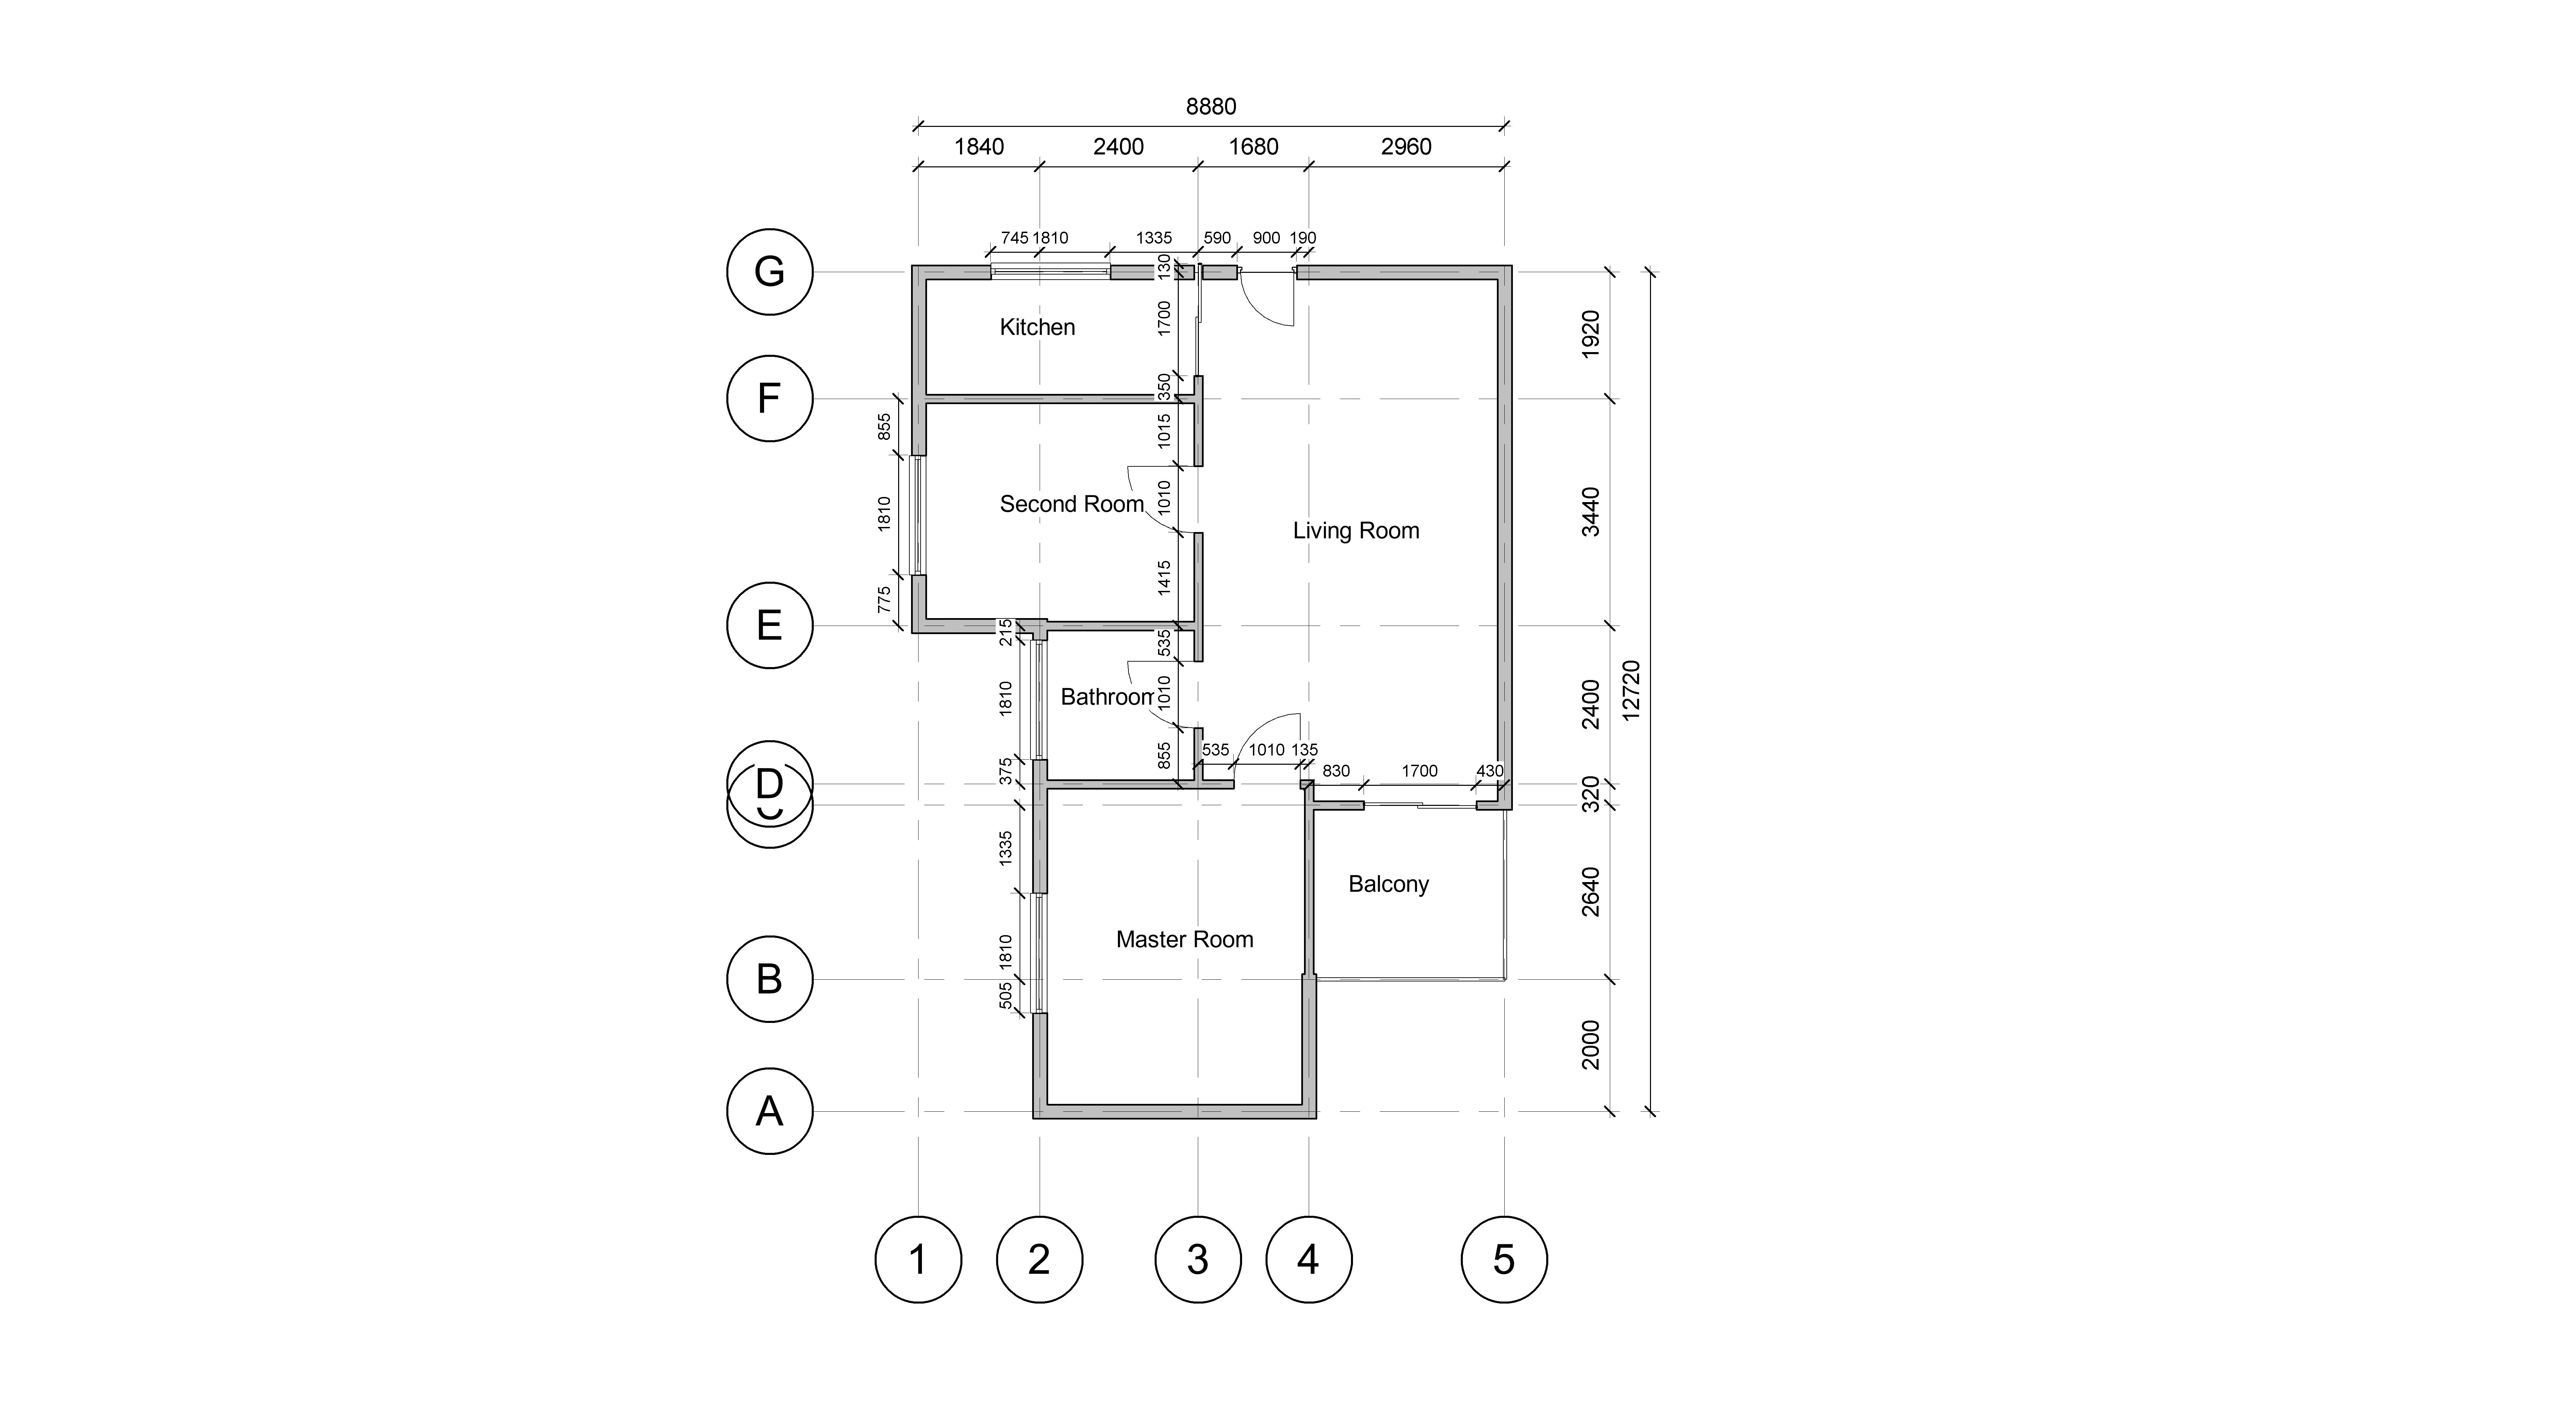 8880
1840 2400 1680 2960
745 1810 1335 590 900 190
130
G
Kitchen
1700
1920
350
F
855
1015
Second Room
1010
1810
3440
Living Room
1415
775
E
215
535
Bathroom
1010
1810
2400
12720
855
375
535 1010 135
830 1700 430
D
C
320
1335
Balcony
2640
Master Room
1810
B
505
2000
A
1 2 3 4 5